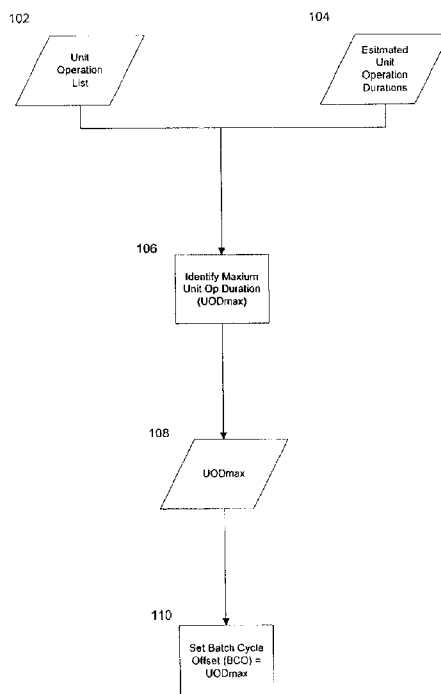 102
Unit
Operation
List
104
Esitmated
Unit
Operation
Durations
106
Identify Maxium
Unit Op Duration
(UODmax)
108
UODmax
110
Set Batch Cycle
Offset (BCO) =
UODmax